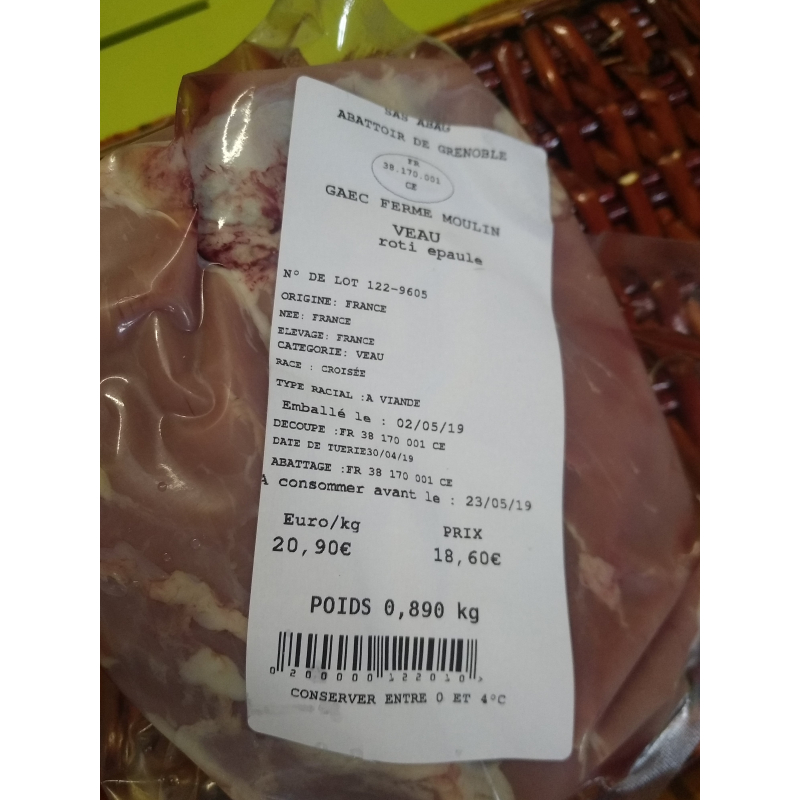 SAS ABAG
ABATTOIR DE GRENOBLE
FR
38.170.001
CE
GAEC FERME MOULIN
VEAU
roti epaule
N° DE LOT 122-9605
ORIGINE: FRANCE
NEE: FRANCE
ELEVAGE: FRANCE
CATEGORIE: VEAU
RACE : CROISÉE
TYPE RACIAL :A VIANDE
Emballé le : 02/05/19
DECOUPE :FR 38 170 001 CE
DATE DE TUERIE30/04/19
ABATTAGE :FR 38 170 001 CE
A consommer avant le : 23/05/19
Euro/kg PRIX
20,90€ 18,60€
POIDS 0,890 kg
0 200000 122010
CONSERVER ENTRE 0 ET 4°C